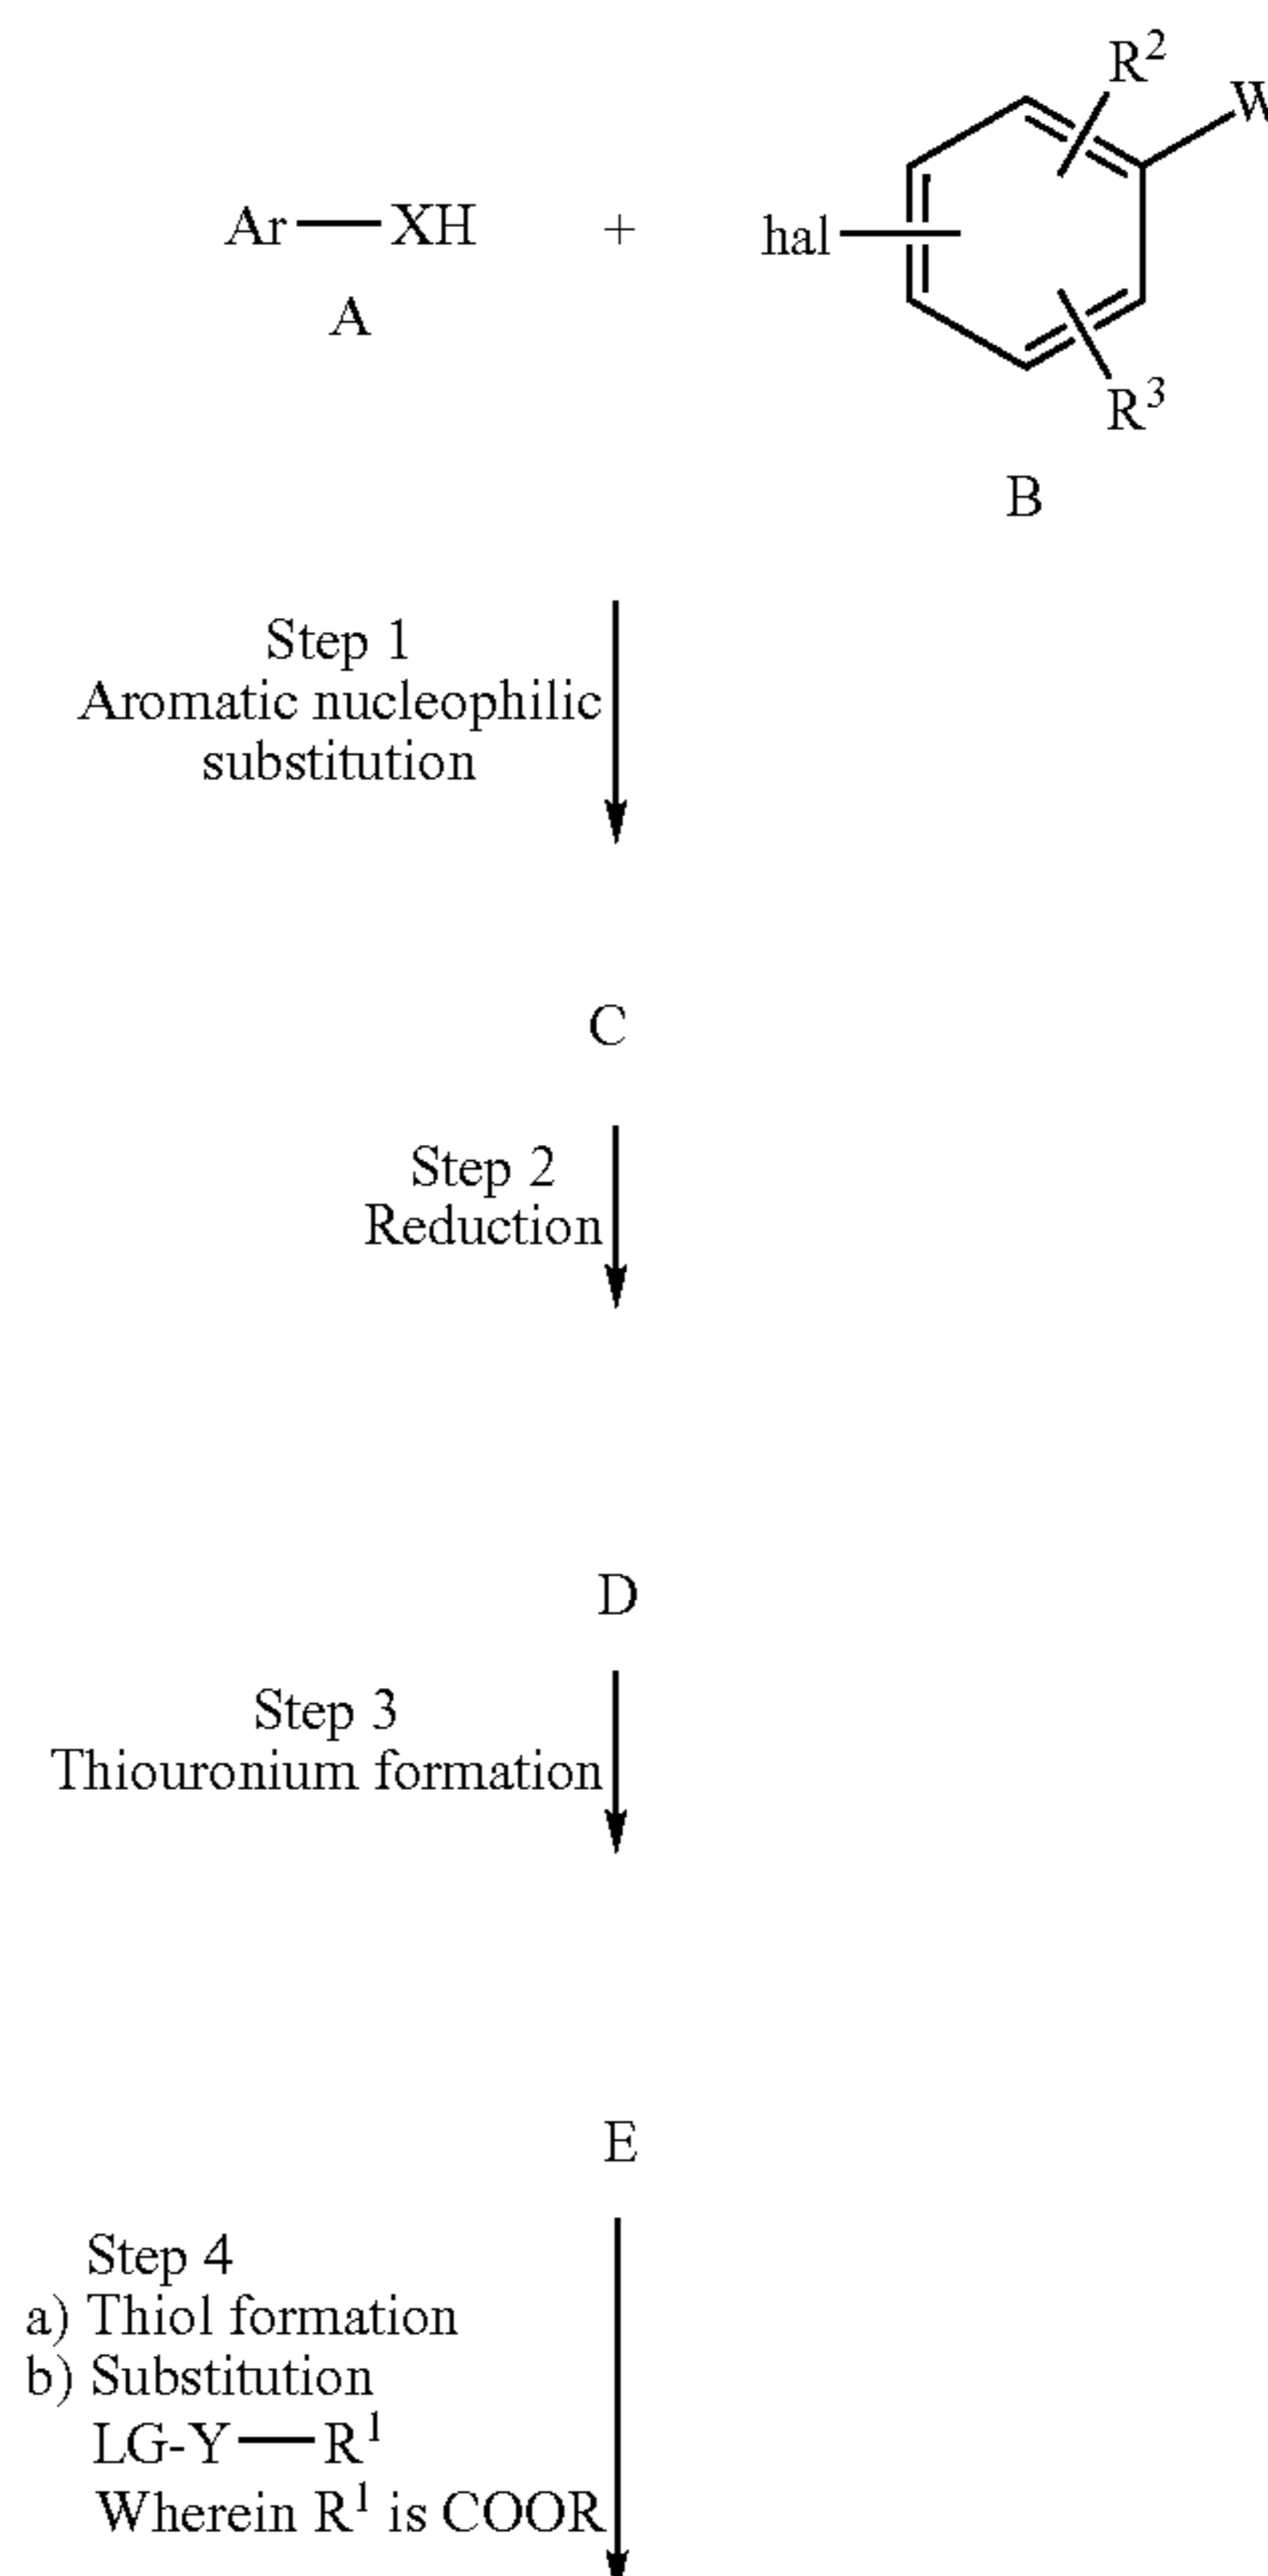 R²
W
Ar—XH + hal
A
R³
B
Step 1
Aromatic nucleophilic
substitution
C
Step 2
Reduction
D
Step 3
Thiouronium formation
E
Step 4
a) Thiol formation
b) Substitution
LG-Y—R¹
Wherein R¹ is COOR